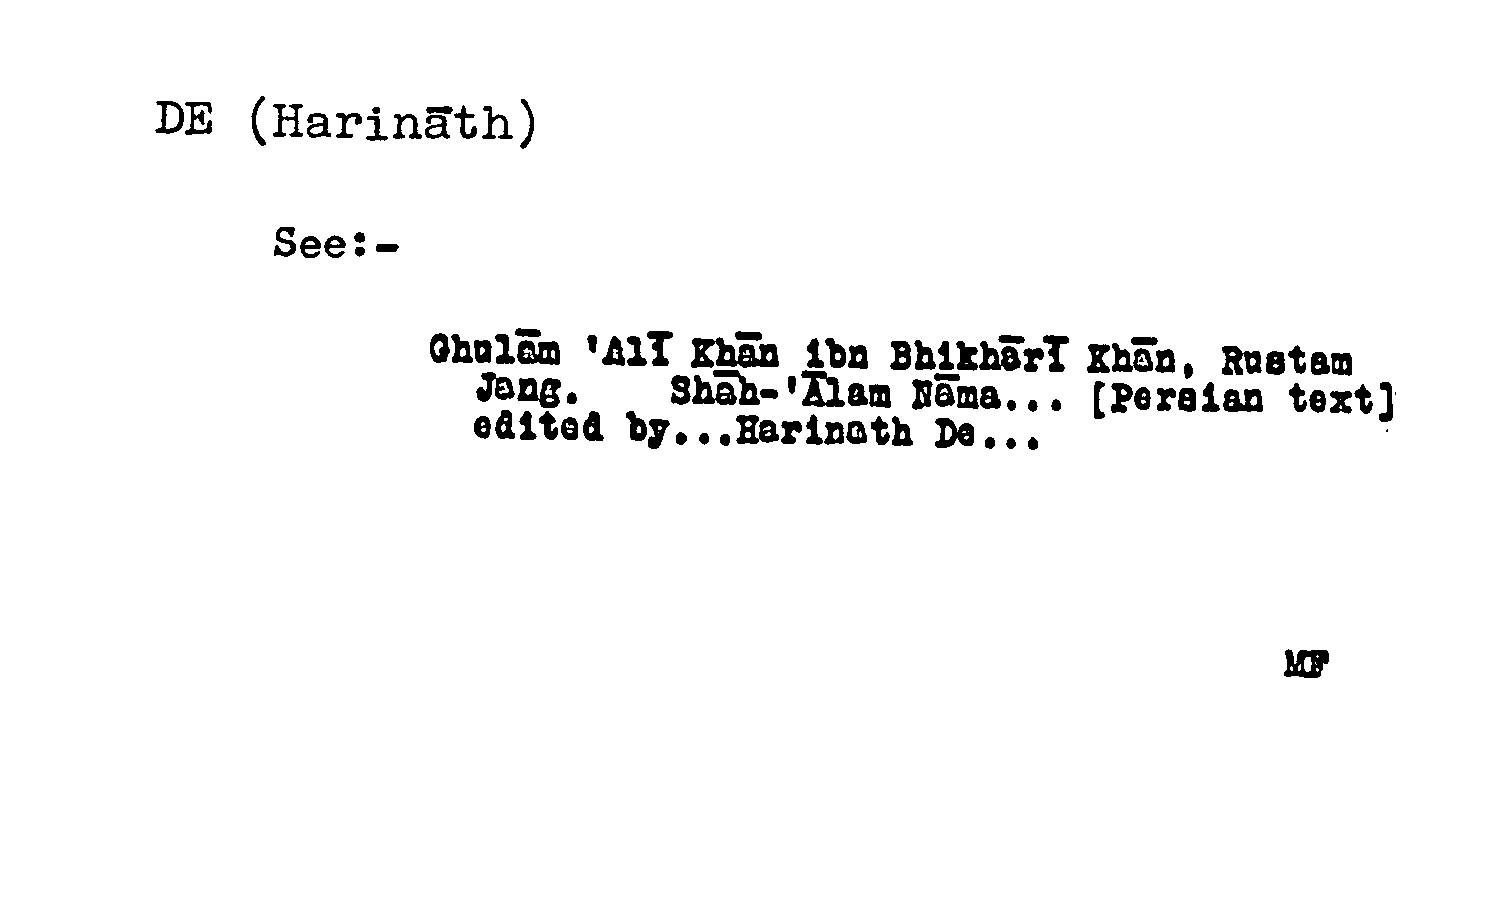 DE (Harināth)
See:-
Ghulām 'Alī Khān ibn Bhikhārī Khān, Rustam
Jang. Shāh-'Ālam Nāma... [Persian text]
edited by...Harinath De...
MF